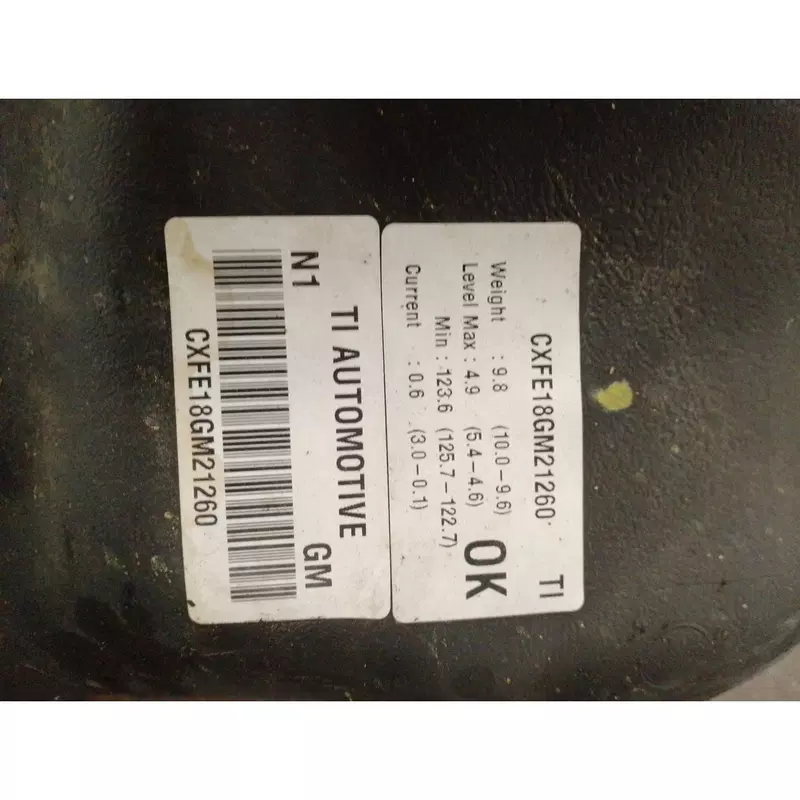 TI
CXFE18GM21260
Weight : 9.8 (10.0-9.6)
Level Max : 4.9 (5.4-4.6)
Min : 123.6 (125.7-122.7)
Current : 0.6 (3.0-0.1)
OK
TI AUTOMOTIVE
N1 GM
CXFE18GM21260